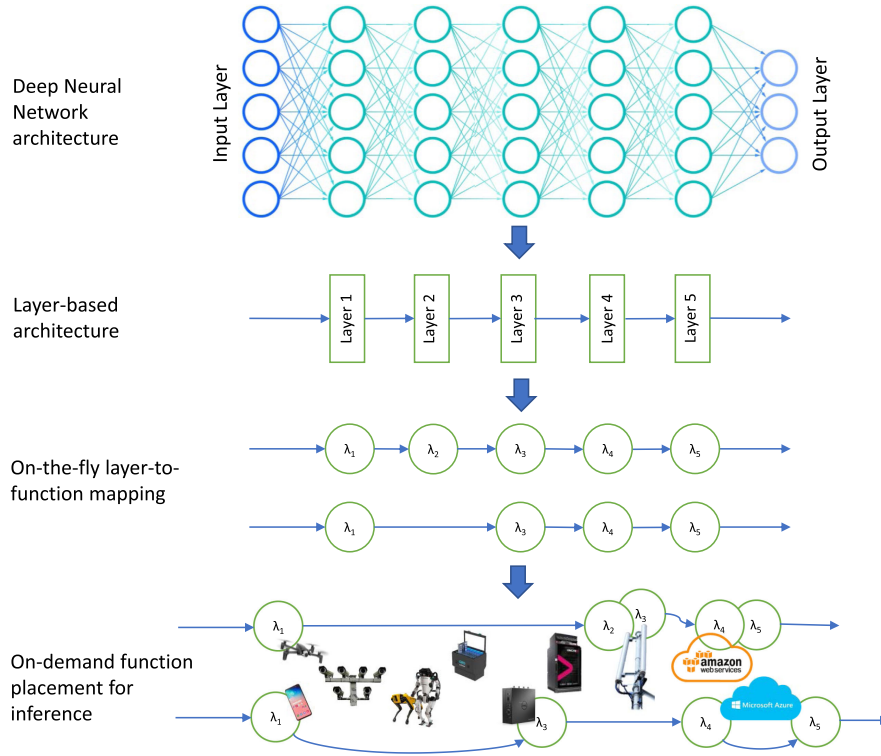 Deep Neural
Network
architecture
Input Layer
Output Layer
Layer-based
architecture
Layer 1
Layer 2
Layer 3
Layer 4
Layer 5
On-the-fly layer-to-
function mapping
λ1 λ2 λ3 λ4 λ5
λ1 λ3 λ4 λ5
On-demand function
placement for
inference
λ1 λ2 λ3 λ4 λ5
amazon
webservices
λ1 λ3 λ4 λ5
Microsoft Azure